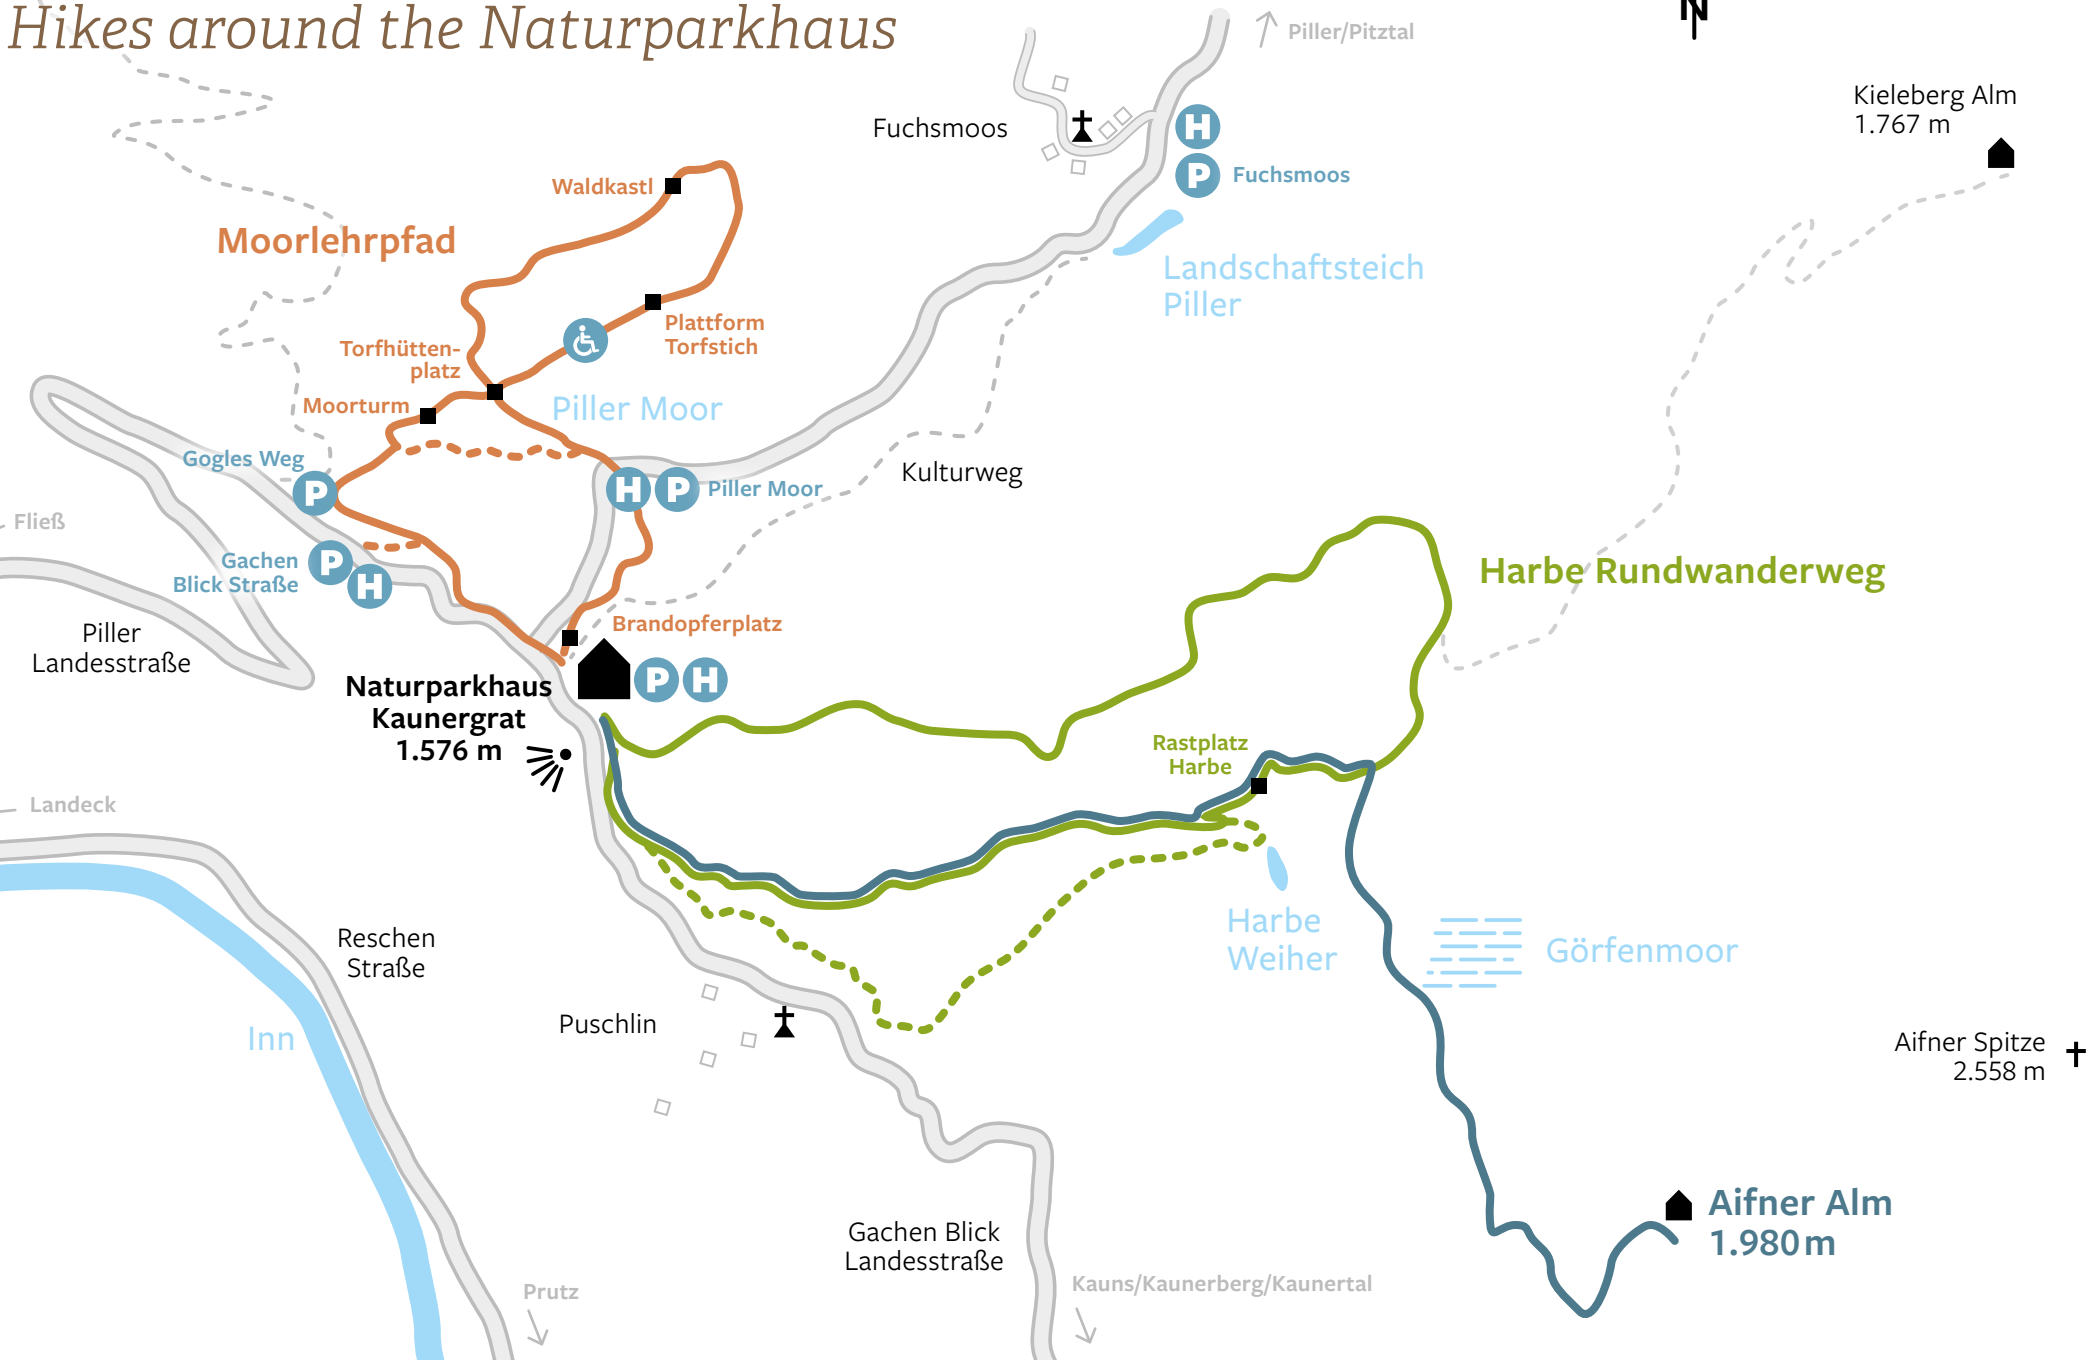 Hikes around the Naturparkhaus
N
Piller/Pitztal
Kieleberg Alm
1.767 m
Fuchsmoos
H
P
Fuchsmoos
Waldkastl
Moorlehrpfad
Landschaftsteich
Piller
Plattform
Torfstich
Torfhütten-
platz
Moorturm
Piller Moor
Gogles Weg
P
H
P
Piller Moor
Kulturweg
Fließ
Gachen
Blick Straße
P
H
Harbe Rundwanderweg
Piller
Landesstraße
Brandopferplatz
Naturparkhaus
Kaunergrat
1.576 m
P
H
Rastplatz
Harbe
Landeck
Harbe
Weiher
Görfenmoor
Reschen
Straße
Inn
Puschlin
Aifner Spitze
2.558 m
Aifner Alm
1.980 m
Gachen Blick
Landesstraße
Prutz
Kauns/Kaunerberg/Kaunertal